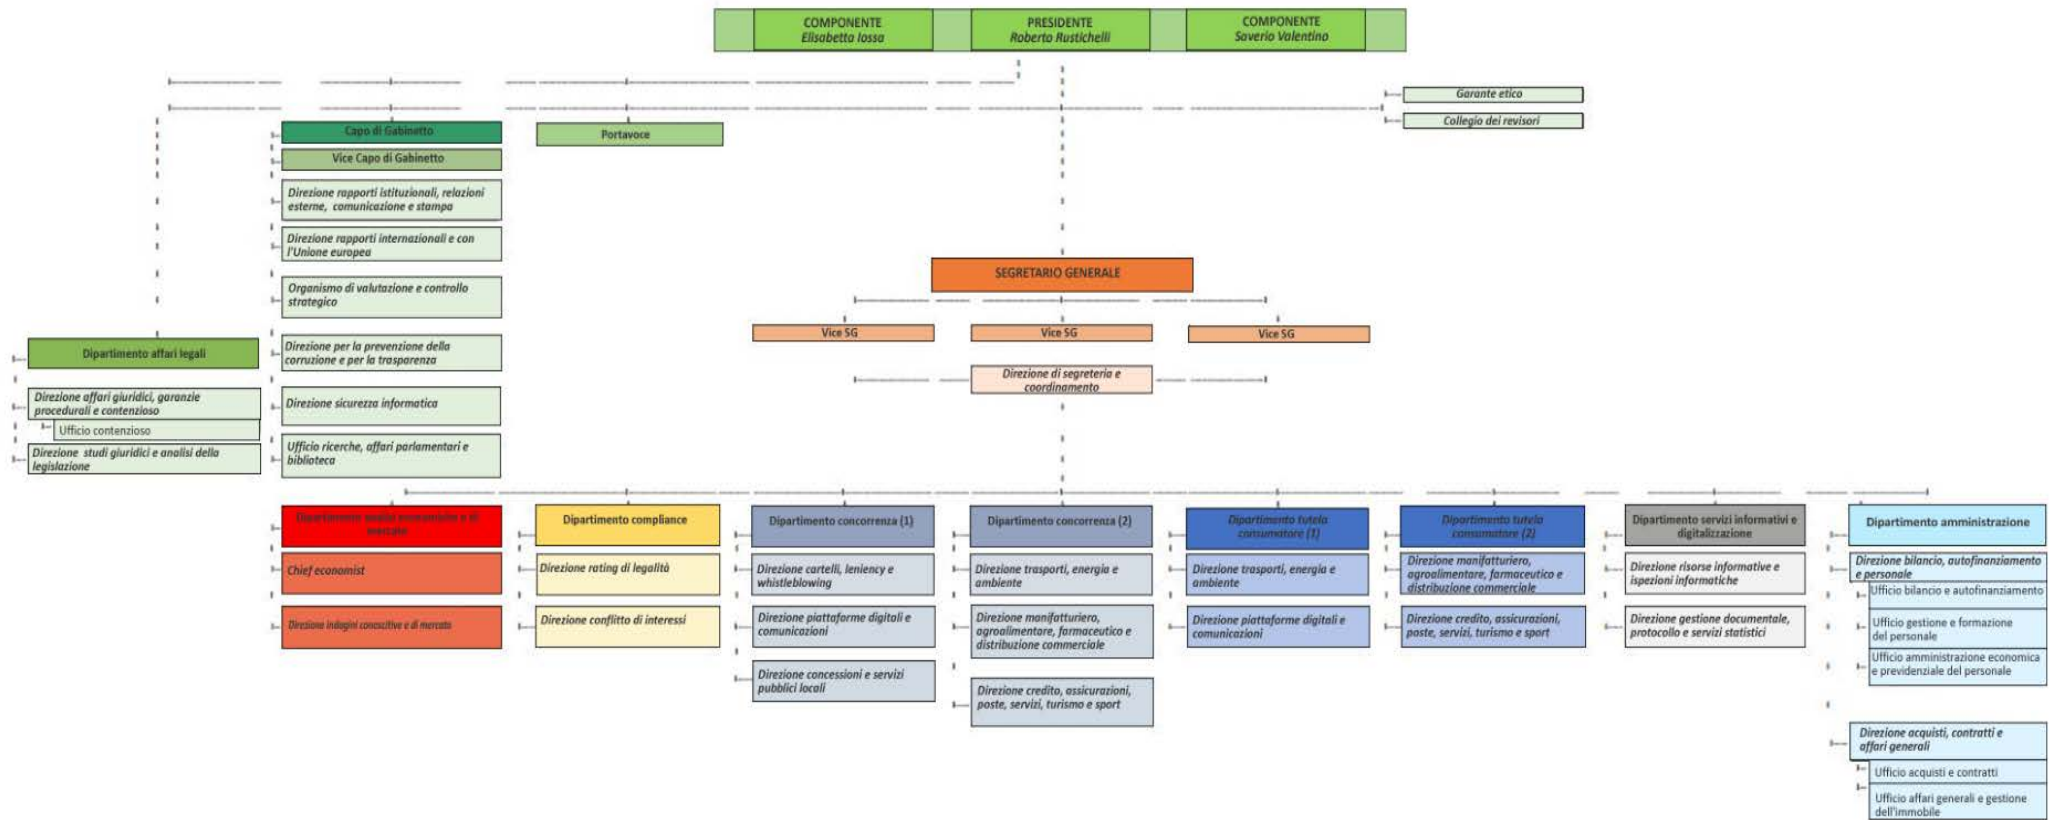 COMPONENTE
Elisabetta Iossa
PRESIDENTE
Roberto Rustichelli
COMPONENTE
Saverio Valentino
Garante etico
Collegio dei revisori
Capo di Gabinetto
Portavoce
Vice Capo di Gabinetto
Direzione rapporti istituzionali, relazioni
esterne, comunicazione e stampa
Direzione rapporti internazionali e con
l'Unione europea
Organismo di valutazione e controllo
strategico
Direzione per la prevenzione della
corruzione e per la trasparenza
Direzione sicurezza informatica
Ufficio ricerche, affari parlamentari e
biblioteca
Dipartimento affari legali
Direzione affari giuridici, garanzie
procedurali e contenzioso
Ufficio contenzioso
Direzione studi giuridici e analisi della
legislazione
SEGRETARIO GENERALE
Vice SG
Vice SG
Vice SG
Direzione di segreteria e
coordinamento
Dipartimento analisi economiche e di
mercato
Chief economist
Direzione indagini conoscitive e di mercato
Dipartimento compliance
Direzione rating di legalità
Direzione conflitto di interessi
Dipartimento concorrenza (1)
Direzione cartelli, leniency e
whistleblowing
Direzione piattaforme digitali e
comunicazioni
Direzione concessioni e servizi
pubblici locali
Dipartimento concorrenza (2)
Direzione trasporti, energia e
ambiente
Direzione manifatturiero,
agroalimentare, farmaceutico e
distribuzione commerciale
Direzione credito, assicurazioni,
poste, servizi, turismo e sport
Dipartimento tutela
consumatore (1)
Direzione trasporti, energia e
ambiente
Direzione piattaforme digitali e
comunicazioni
Dipartimento tutela
consumatore (2)
Direzione manifatturiero,
agroalimentare, farmaceutico e
distribuzione commerciale
Direzione credito, assicurazioni,
poste, servizi, turismo e sport
Dipartimento servizi informativi e
digitalizzazione
Direzione risorse informative e
ispezioni informatiche
Direzione gestione documentale,
protocollo e servizi statistici
Dipartimento amministrazione
Direzione bilancio, autofinanziamento
e personale
Ufficio bilancio e autofinanziamento
Ufficio gestione e formazione
del personale
Ufficio amministrazione economica
e previdenziale del personale
Direzione acquisti, contratti e
affari generali
Ufficio acquisti e contratti
Ufficio affari generali e gestione
dell'immobile